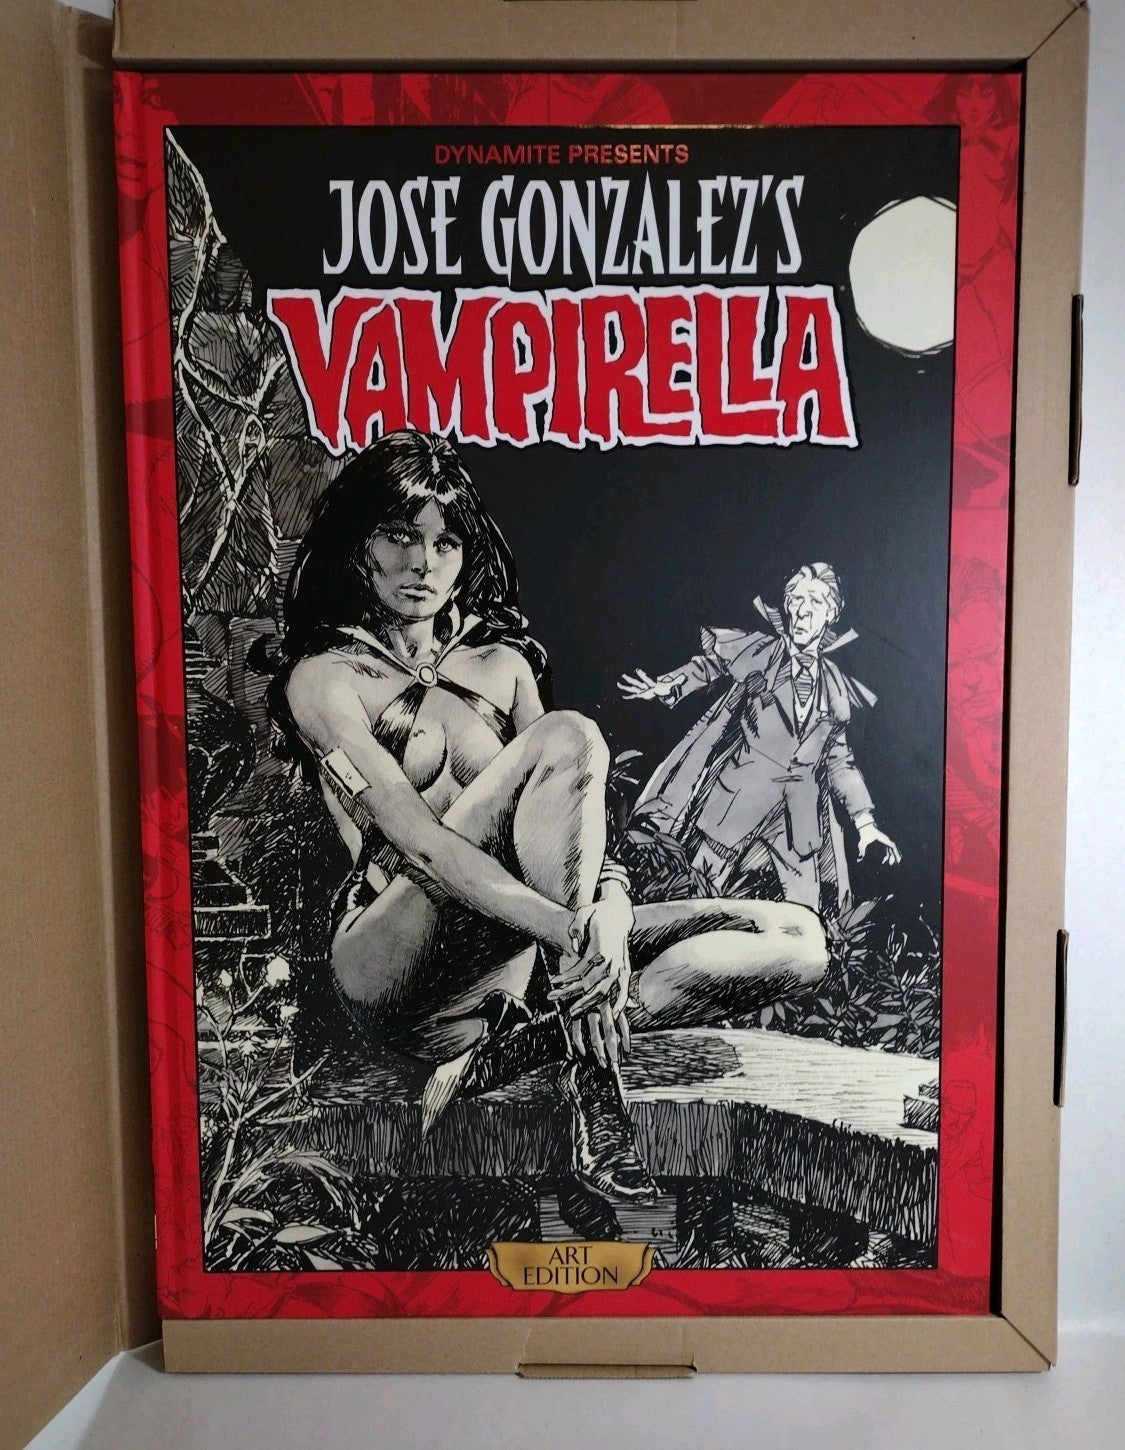 DYNAMITE PRESENTS
JOSE GONZALEZ'S
VAMPIRELLA
ART
EDITION